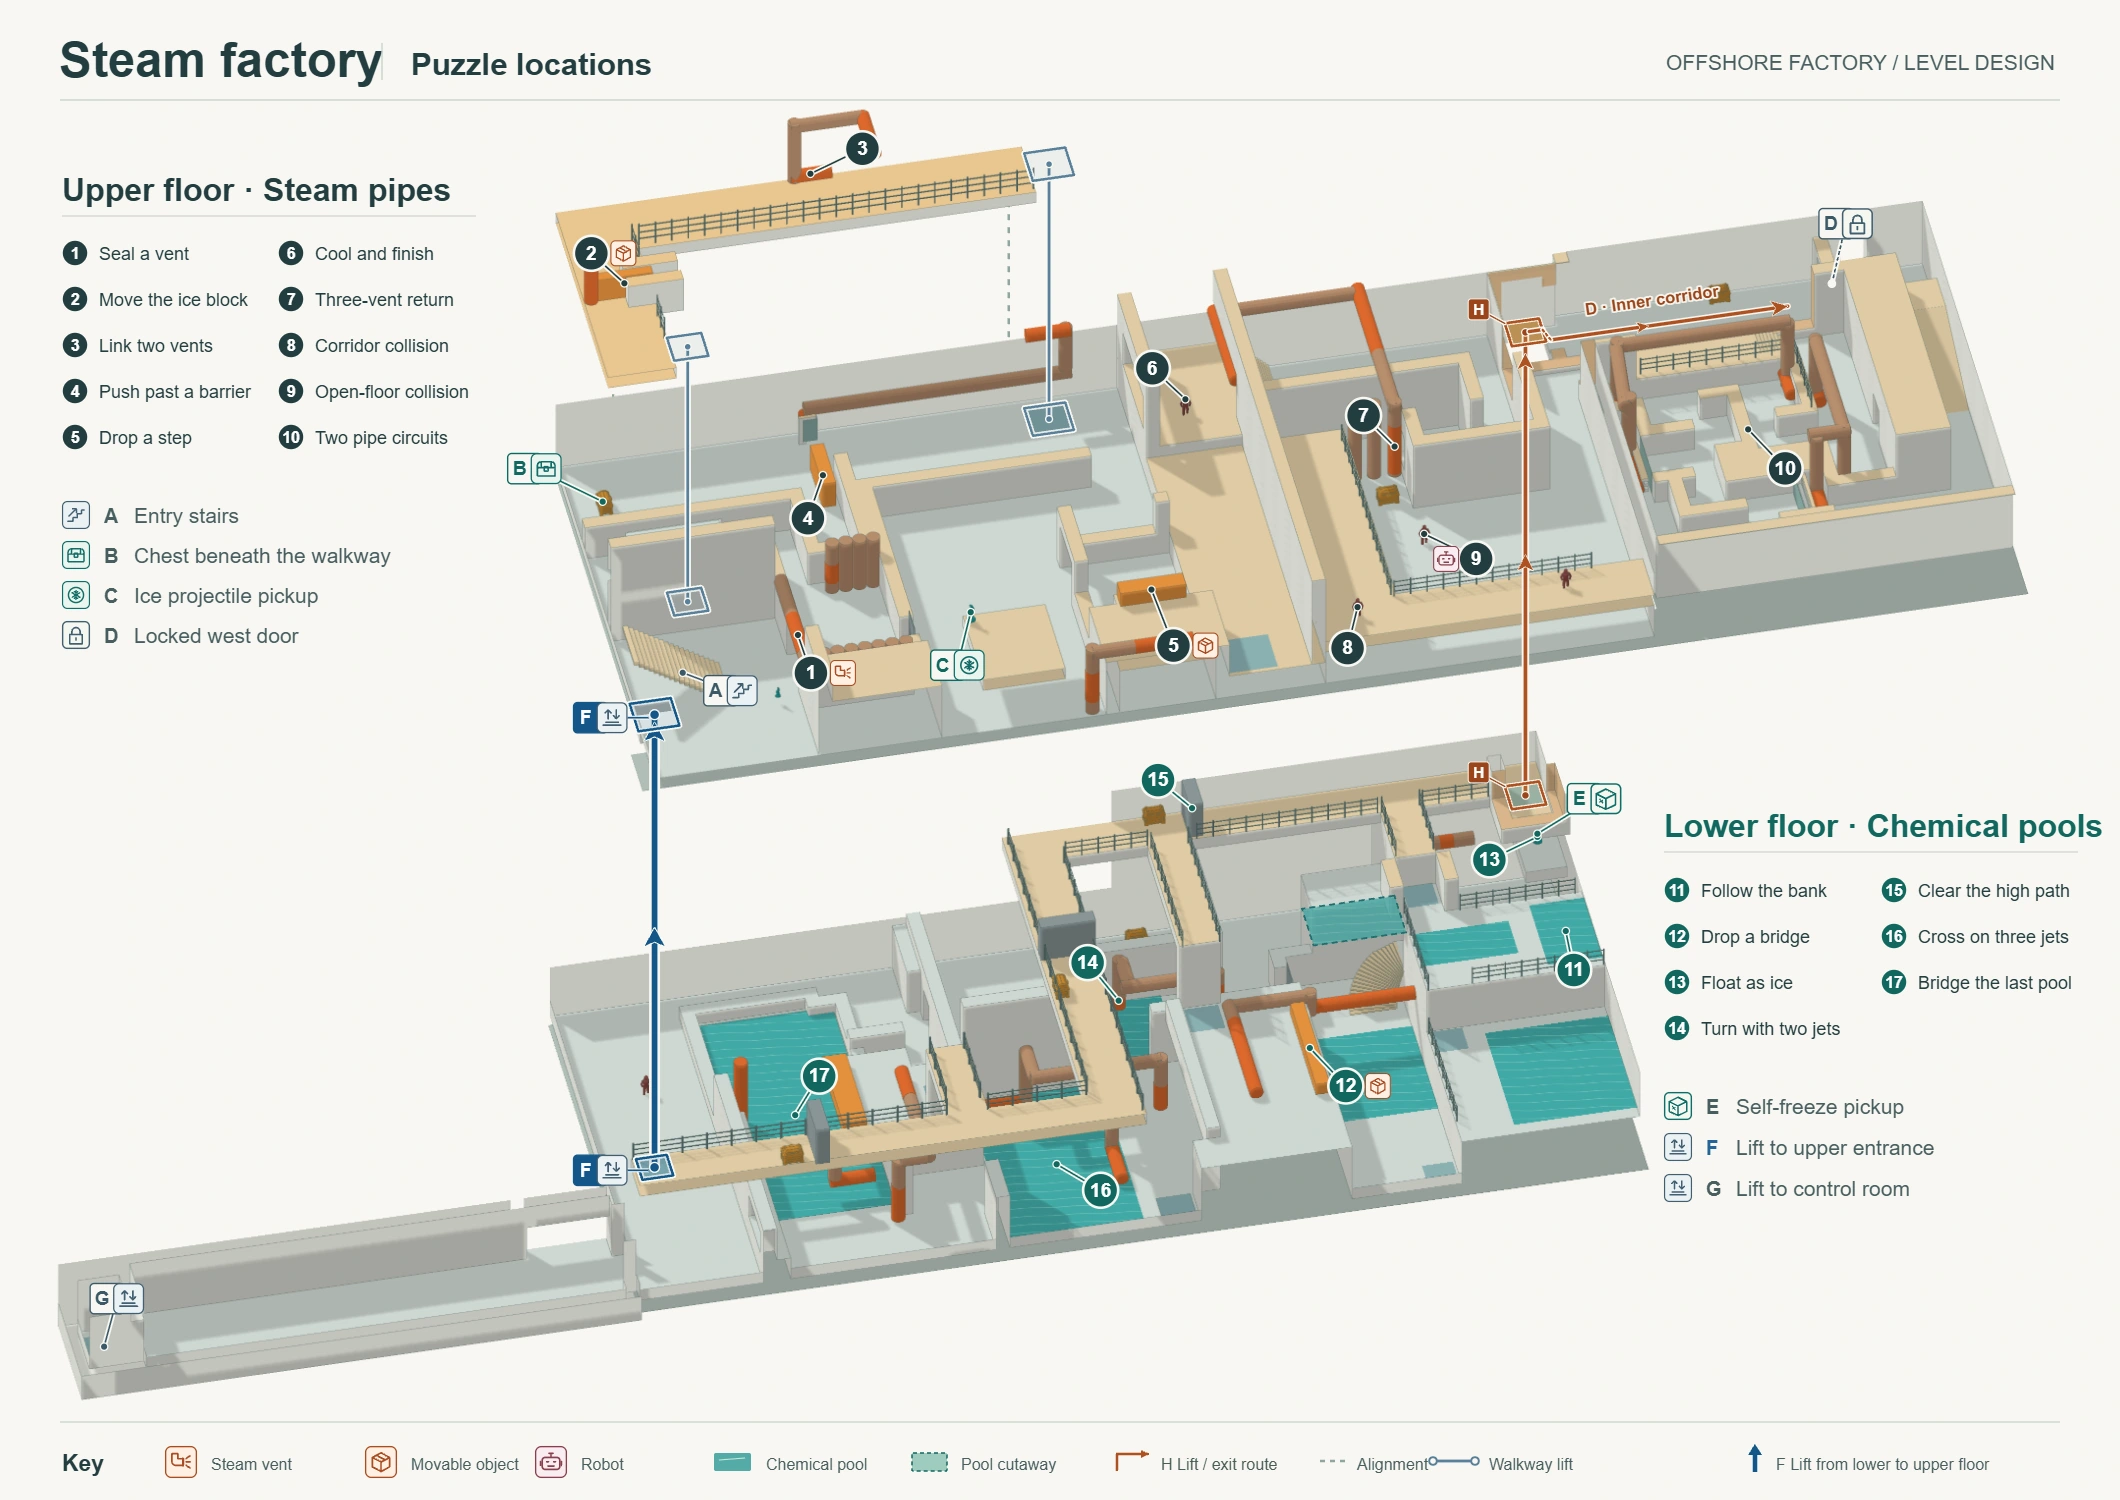 Steam factory
Puzzle locations
OFFSHORE FACTORY / LEVEL DESIGN
Upper floor · Steam pipes
1 Seal a vent
2 Move the ice block
3 Link two vents
4 Push past a barrier
5 Drop a step
6 Cool and finish
7 Three-vent return
8 Corridor collision
9 Open-floor collision
10 Two pipe circuits
A Entry stairs
B Chest beneath the walkway
C Ice projectile pickup
D Locked west door
3
2
D
H
D · Inner corridor
6
7
B
10
4
9
5
8
C
1
A
F
15
H
E
13
14
11
17
12
F
16
G
Lower floor · Chemical pools
11 Follow the bank
12 Drop a bridge
13 Float as ice
14 Turn with two jets
15 Clear the high path
16 Cross on three jets
17 Bridge the last pool
E Self-freeze pickup
F Lift to upper entrance
G Lift to control room
Key
Steam vent
Movable object
Robot
Chemical pool
Pool cutaway
H Lift / exit route
Alignment
Walkway lift
F Lift from lower to upper floor